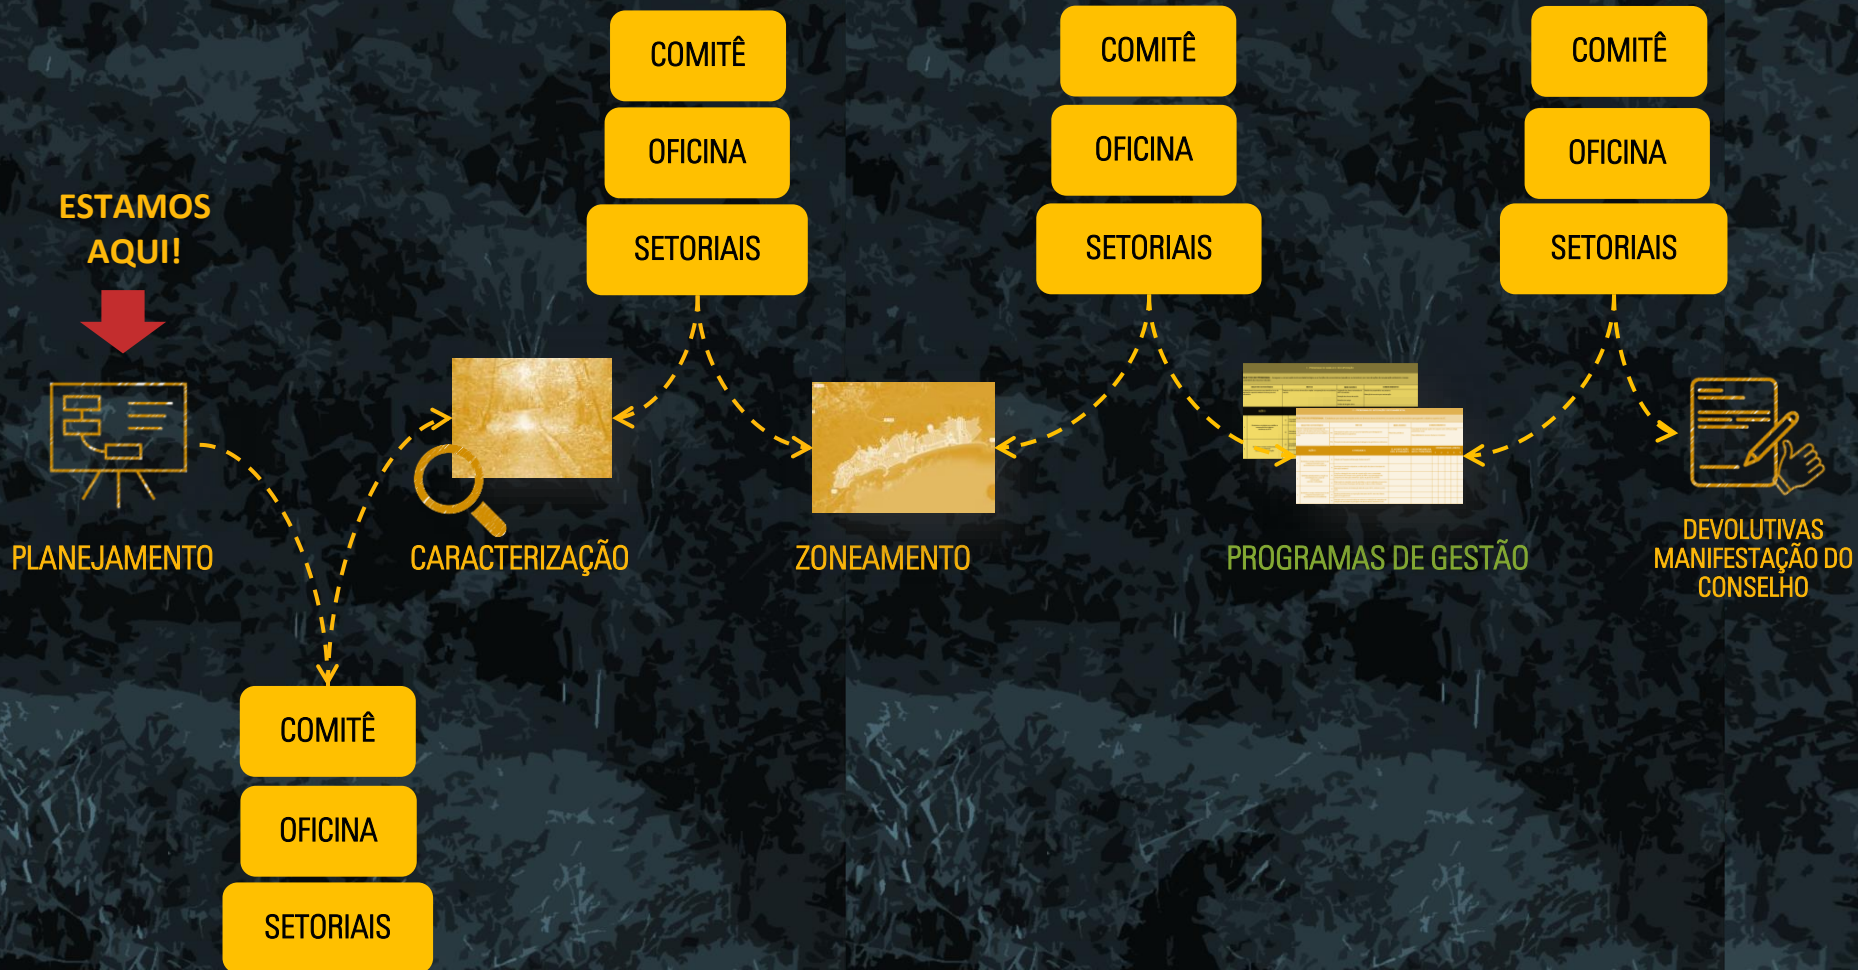 COMITÊ
OFICINA
SETORIAIS
COMITÊ
OFICINA
SETORIAIS
COMITÊ
OFICINA
SETORIAIS
ESTAMOS
AQUI!
PLANEJAMENTO
CARACTERIZAÇÃO
ZONEAMENTO
PROGRAMAS DE GESTÃO
DEVOLUTIVAS
MANIFESTAÇÃO DO
CONSELHO
COMITÊ
OFICINA
SETORIAIS